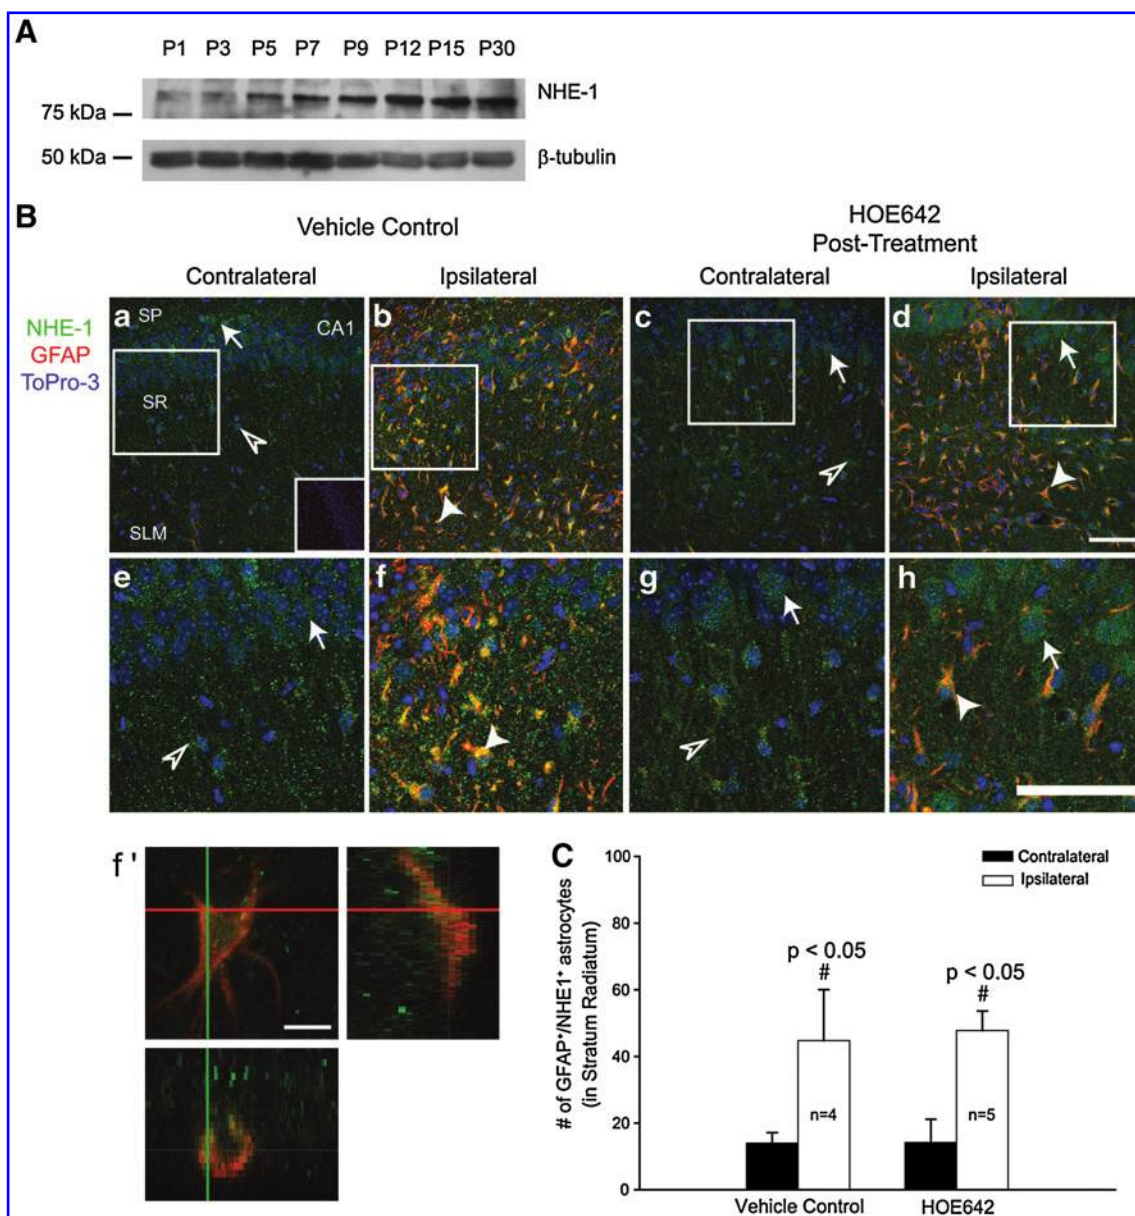 A
P1 P3 P5 P7 P9 P12 P15 P30
NHE-1
75 kDa
50 kDa
β-tubulin
B
Vehicle Control
HOE642
Post-Treatment
Contralateral
Ipsilateral
Contralateral
Ipsilateral
NHE-1
GFAP
ToPro-3
a
SP
CA1
SR
SLM
b
c
d
e
f
g
h
f '
C
# of GFAP⁺/NHE1⁺ astrocytes
(in Stratum Radiatum)
100
80
60
40
20
0
Contralateral
Ipsilateral
p < 0.05
#
p < 0.05
#
n=4
n=5
Vehicle Control
HOE642